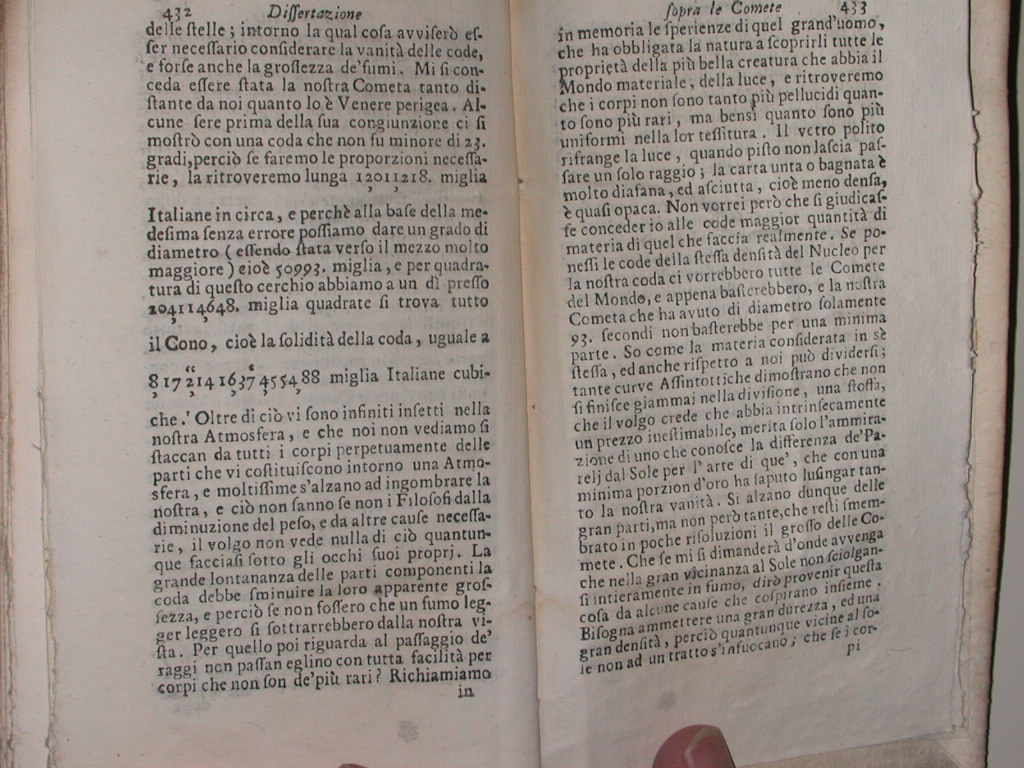 432 Dissertazione
delle stelle; intorno la qual cosa avviserò es-
ser necessario considerare la vanità delle code,
e forse anche la grossezza de'fumi. Mi si con-
ceda essere stata la nostra Cometa tanto di-
stante da noi quanto lo è Venere perigea. Al-
cune sere prima della sua congiunzione ci si
mostrò con una coda che non fu minore di 23.
gradi,perciò se faremo le proporzioni necessa-
rie, la ritroveremo lunga 12011218. miglia
Italiane in circa, e perchè alla base della me-
desima senza errore possiamo dare un grado di
diametro (essendo stata verso il mezzo molto
maggiore) cioè 50993. miglia, e per quadra-
tura di questo cerchio abbiamo a un dì presso
204114648. miglia quadrate si trova tutto
il Cono, cioè la solidità della coda, uguale a
8172141637455488 miglia Italiane cubi-
che. Oltre di ciò vi sono infiniti insetti nella
nostra Atmosfera, e che noi non vediamo si
staccan da tutti i corpi perpetuamente delle
parti che vi costituiscono intorno una Atmo-
sfera, e moltissime s'alzano ad ingombrare la
nostra, e ciò non sanno se non i Filosofi dalla
diminuzione del peso, e da altre cause necessa-
rie, il volgo non vede nulla di ciò quantun-
que facciasi sotto gli occhi suoi proprj. La
grande lontananza delle parti componenti la
coda debbe sminuire la loro apparente gros-
sezza, e perciò se non fossero che un fumo leg-
ger leggero si sottrarrebbero dalla nostra vi-
sta. Per quello poi riguarda al passaggio de'
raggi non passan eglino con tutta facilità per
corpi che non son de'più rari? Richiamiamo
in
sopra le Comete 433
in memoria le sperienze di quel grand'uomo,
che ha obbligata la natura a scoprirli tutte le
proprietà della più bella creatura che abbia il
Mondo materiale, della luce, e ritroveremo
che i corpi non sono tanto più pellucidi quan-
to sono più rari, ma bensì quanto sono più
uniformi nella lor tessitura. Il vetro polito
rifrange la luce, quando pisto non lascia pas-
sare un solo raggio; la carta unta o bagnata è
molto diafana, ed asciutta, cioè meno densa,
è quasi opaca. Non vorrei però che si giudicas-
se conceder io alle code maggior quantità di
materia di quel che faccia realmente. Se po-
nessi le code della stessa densità del Nucleo per
la nostra coda ci vorrebbero tutte le Comete
del Mondo, e appena basterebbero, e la nostra
Cometa che ha avuto di diametro solamente
93. secondi non basterebbe per una minima
parte. So come la materia considerata in sè
stessa, ed anche rispetto a noi può dividersi;
tante curve Assintottiche dimostrano che non
si finisce giammai nella divisione, una stoffa,
che il volgo crede che abbia intrinsecamente
un prezzo inestimabile, merita solo l'ammira-
zione di uno che conosce la differenza de'Pa-
relj dal Sole per l'arte di que', che con una
minima porzion d'oro ha saputo lusingar tan-
to la nostra vanità. Si alzano dunque delle
gran parti,ma non però tante,che resti smem-
brato in poche risoluzioni il grosso delle Co-
mete. Che se mi si dimanderà d'onde avvenga
che nella gran vicinanza al Sole non sciolgan-
si intieramente in fumo, dirò provenir questa
cosa da alcune cause che cospirano insieme.
Bisogna ammettere una gran durezza, ed una
gran densità, perciò quantunque vicine al So-
le non ad un tratto s'infuocano; che se i cor-
pi